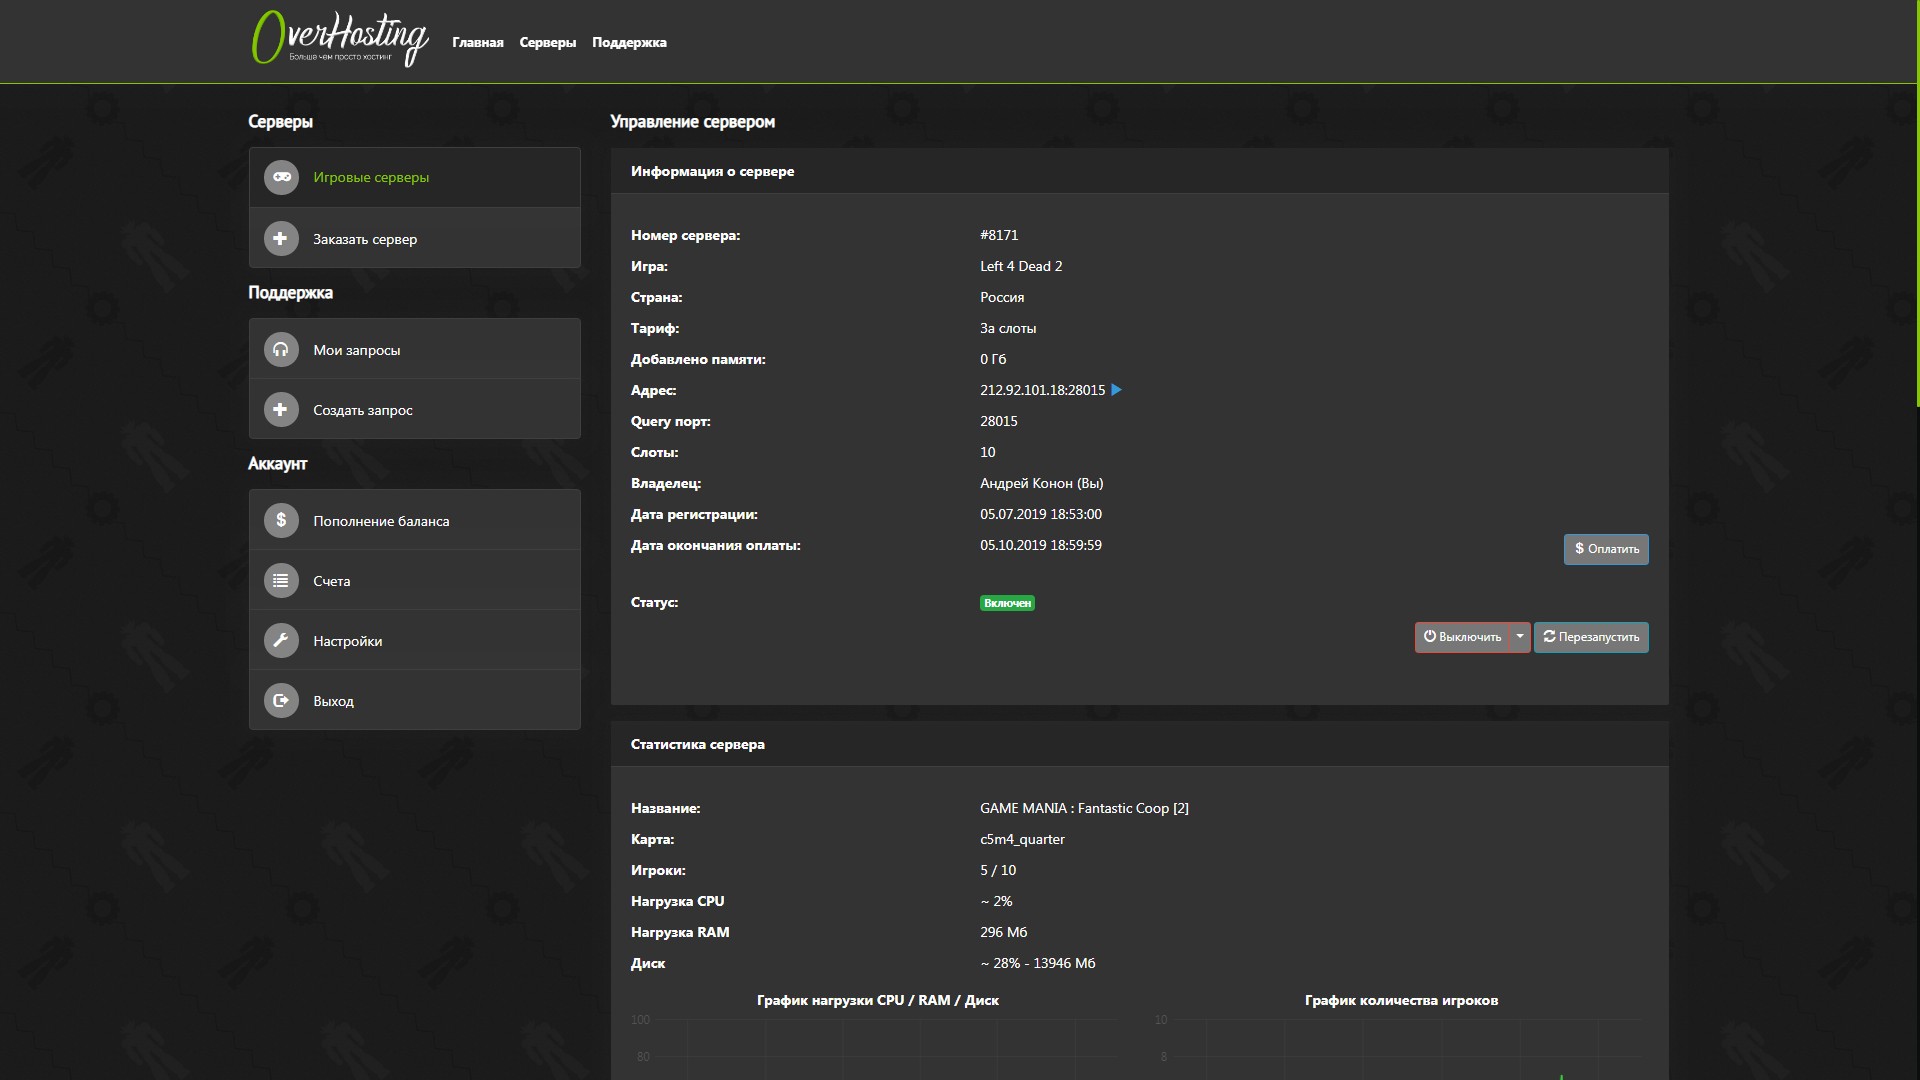 OverHosting
Больше чем просто хостинг
Главная Серверы Поддержка
Серверы
Игровые серверы
Заказать сервер
Поддержка
Мои запросы
Создать запрос
Аккаунт
Пополнение баланса
Счета
Настройки
Выход
Управление сервером
Информация о сервере
Номер сервера: #8171
Игра: Left 4 Dead 2
Страна: Россия
Тариф: За слоты
Добавлено памяти: 0 Гб
Адрес: 212.92.101.18:28015
Query порт: 28015
Слоты: 10
Владелец: Андрей Конон (Вы)
Дата регистрации: 05.07.2019 18:53:00
Дата окончания оплаты: 05.10.2019 18:59:59
$ Оплатить
Статус: Включен
Выключить Перезапустить
Статистика сервера
Название: GAME MANIA : Fantastic Coop [2]
Карта: c5m4_quarter
Игроки: 5 / 10
Нагрузка CPU ~ 2%
Нагрузка RAM 296 Мб
Диск ~ 28% - 13946 Мб
График нагрузки CPU / RAM / Диск
100
80
График количества игроков
10
8